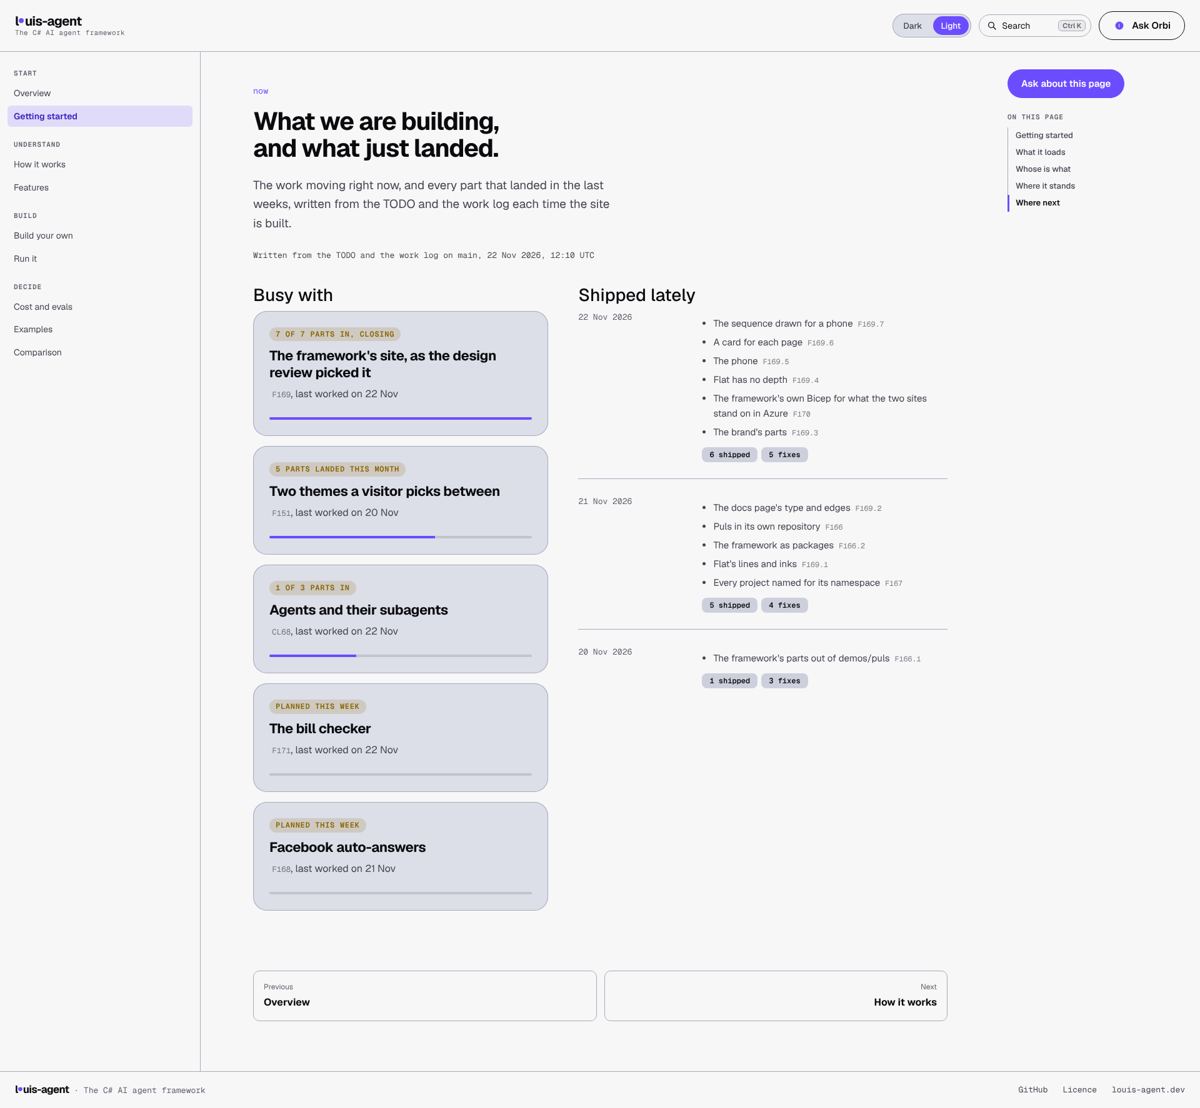 louis-agent
The C# AI agent framework
Dark
Light
Search
Ctrl K
Ask Orbi
START
Overview
Getting started
UNDERSTAND
How it works
Features
BUILD
Build your own
Run it
DECIDE
Cost and evals
Examples
Comparison
now
What we are building,
and what just landed.
The work moving right now, and every part that landed in the last
weeks, written from the TODO and the work log each time the site
is built.
Written from the TODO and the work log on main, 22 Nov 2026, 12:10 UTC
Busy with
7 OF 7 PARTS IN, CLOSING
The framework's site, as the design
review picked it
F169, last worked on 22 Nov
5 PARTS LANDED THIS MONTH
Two themes a visitor picks between
F151, last worked on 20 Nov
1 OF 3 PARTS IN
Agents and their subagents
CL68, last worked on 22 Nov
PLANNED THIS WEEK
The bill checker
F171, last worked on 22 Nov
PLANNED THIS WEEK
Facebook auto-answers
F168, last worked on 21 Nov
Shipped lately
22 Nov 2026
The sequence drawn for a phone F169.7
A card for each page F169.6
The phone F169.5
Flat has no depth F169.4
The framework's own Bicep for what the two sites
stand on in Azure F170
The brand's parts F169.3
6 shipped
5 fixes
21 Nov 2026
The docs page's type and edges F169.2
Puls in its own repository F166
The framework as packages F166.2
Flat's lines and inks F169.1
Every project named for its namespace F167
5 shipped
4 fixes
20 Nov 2026
The framework's parts out of demos/puls F166.1
1 shipped
3 fixes
Ask about this page
ON THIS PAGE
Getting started
What it loads
Whose is what
Where it stands
Where next
Previous
Overview
Next
How it works
louis-agent · The C# AI agent framework
GitHub
Licence
louis-agent.dev